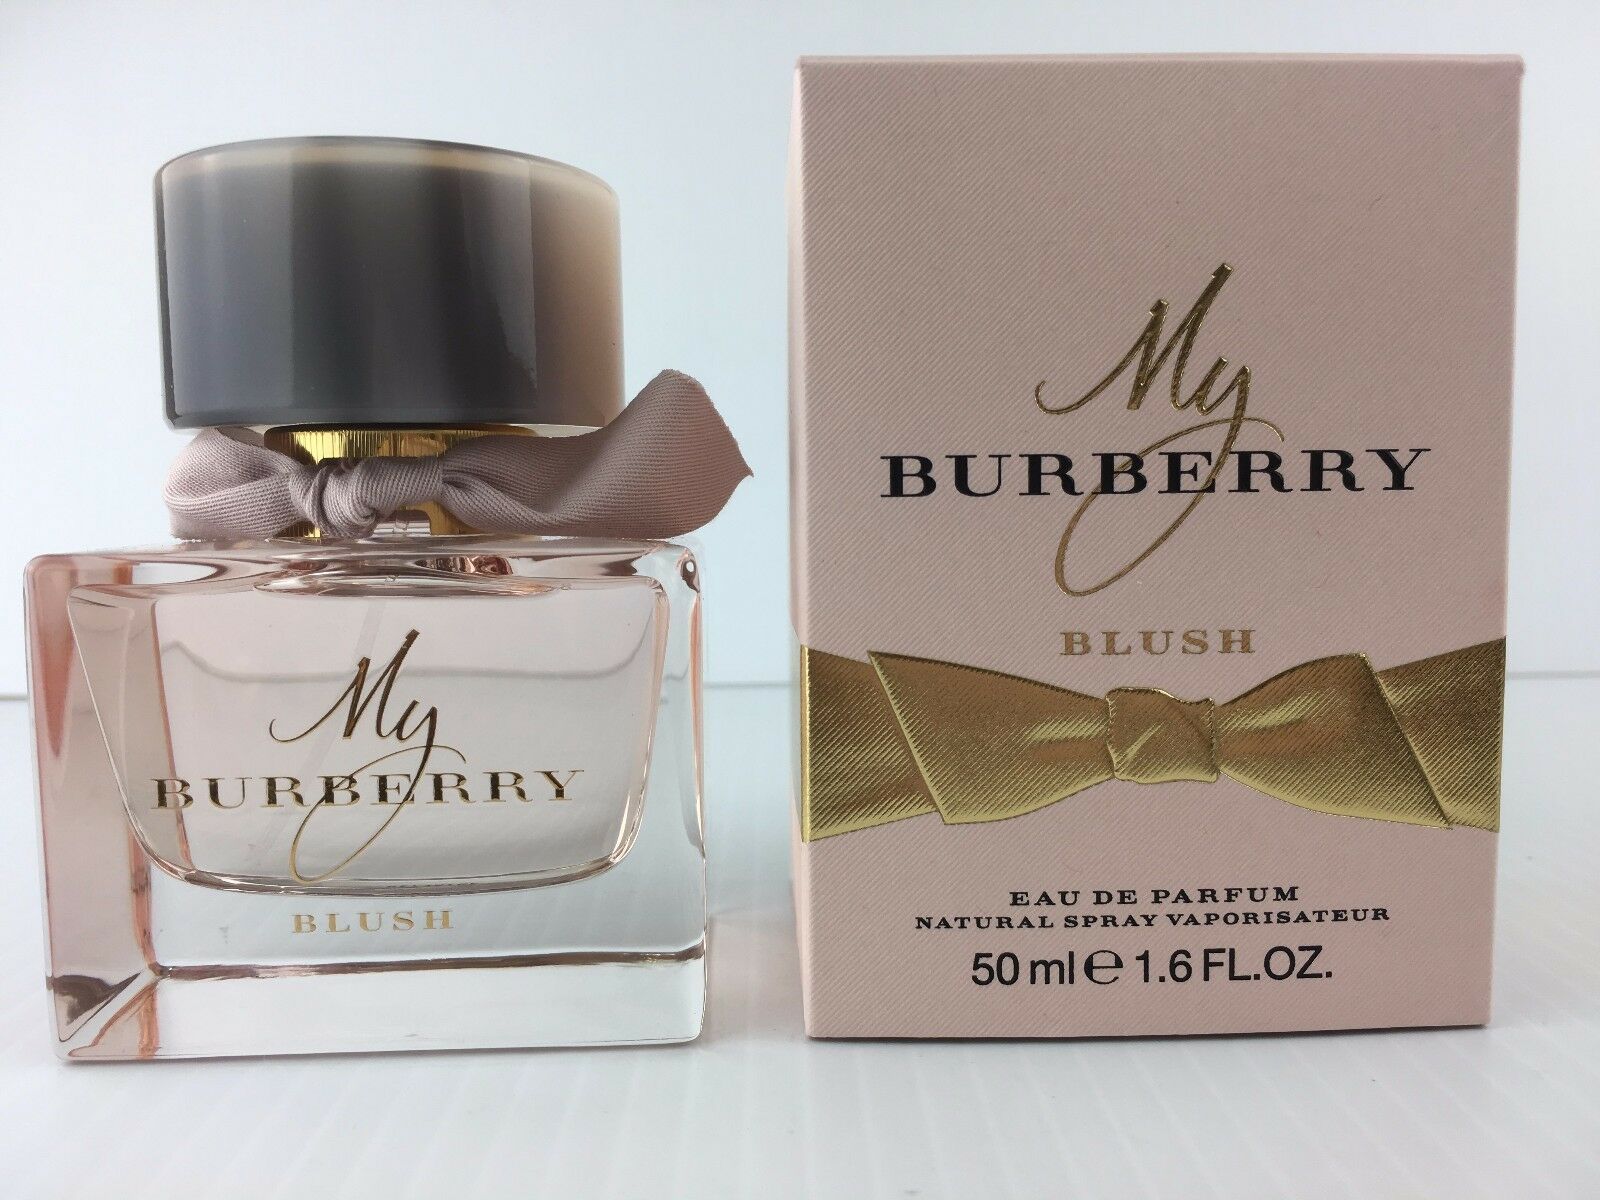 My
BURBERRY
BLUSH
My
BURBERRY
BLUSH
EAU DE PARFUM
NATURAL SPRAY VAPORISATEUR
50 ml e 1.6 FL.OZ.